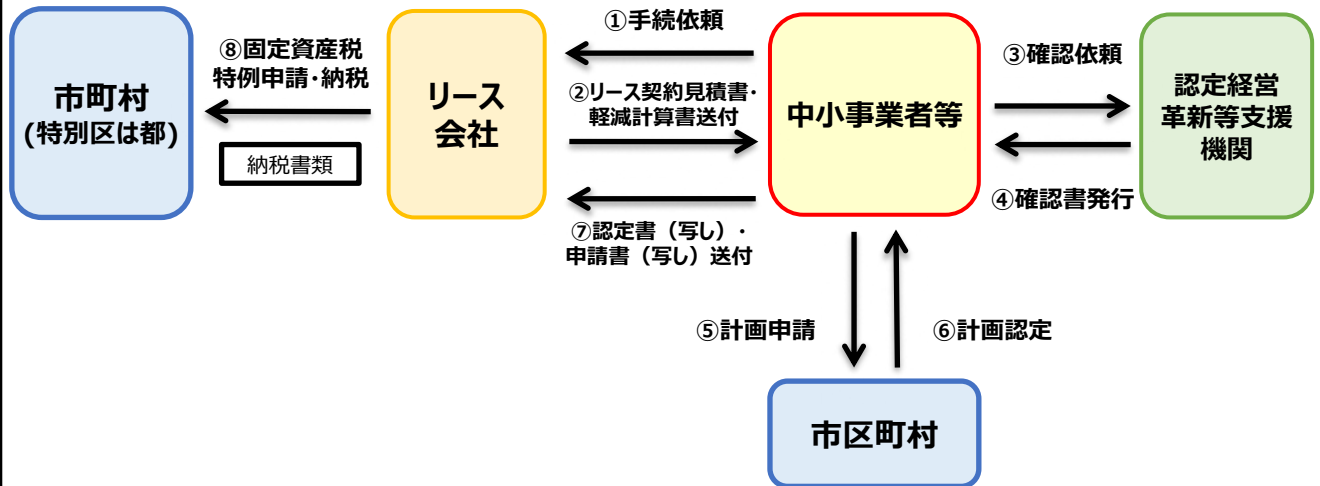 市町村
(特別区は都)
⑧固定資産税
特例申請・納税
納税書類
リース
会社
①手続依頼
②リース契約見積書・
軽減計算書送付
⑦認定書（写し）・
申請書（写し）送付
中小事業者等
③確認依頼
④確認書発行
認定経営
革新等支援
機関
⑤計画申請
⑥計画認定
市区町村